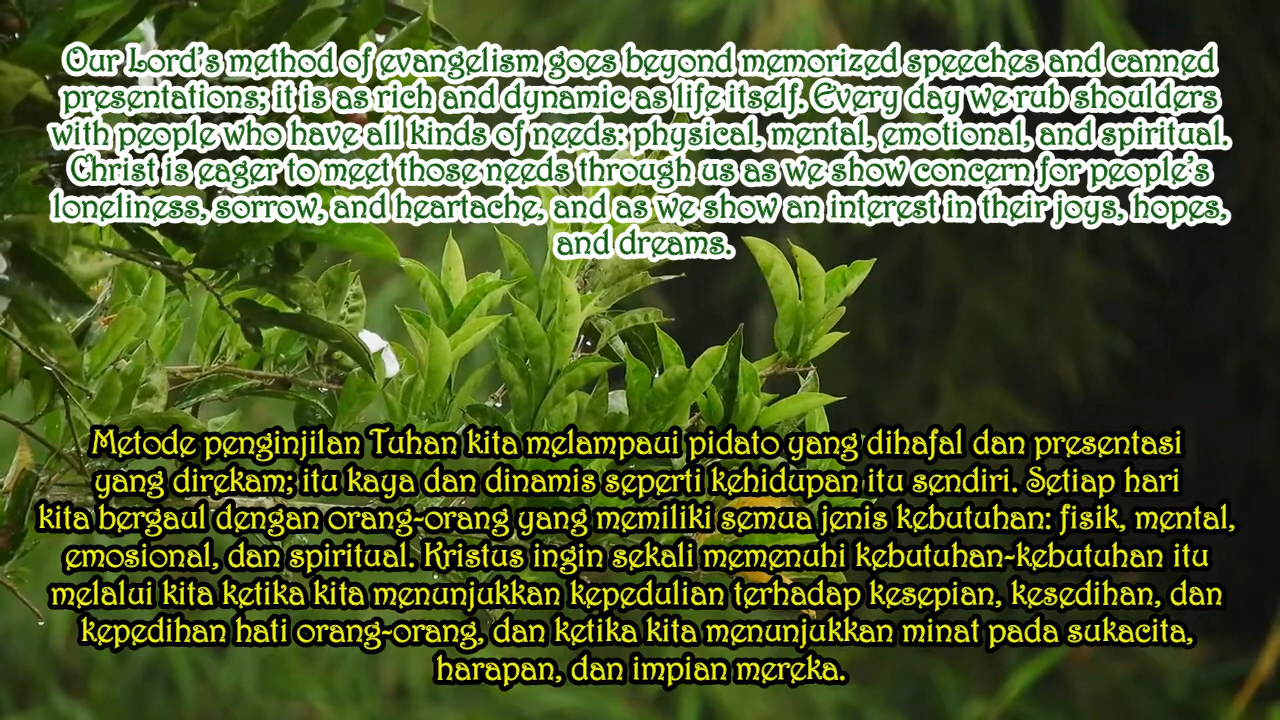 Our Lord's method of evangelism goes beyond memorized speeches and canned
presentations; it is as rich and dynamic as life itself. Every day we rub shoulders
with people who have all kinds of needs: physical, mental, emotional, and spiritual.
Christ is eager to meet those needs through us as we show concern for people's
loneliness, sorrow, and heartache, and as we show an interest in their joys, hopes,
and dreams.
Metode penginjilan Tuhan kita melampaui pidato yang dihafal dan presentasi
yang direkam; itu kaya dan dinamis seperti kehidupan itu sendiri. Setiap hari
kita bergaul dengan orang-orang yang memiliki semua jenis kebutuhan: fisik, mental,
emosional, dan spiritual. Kristus ingin sekali memenuhi kebutuhan-kebutuhan itu
melalui kita ketika kita menunjukkan kepedulian terhadap kesepian, kesedihan, dan
kepedihan hati orang-orang, dan ketika kita menunjukkan minat pada sukacita,
harapan, dan impian mereka.